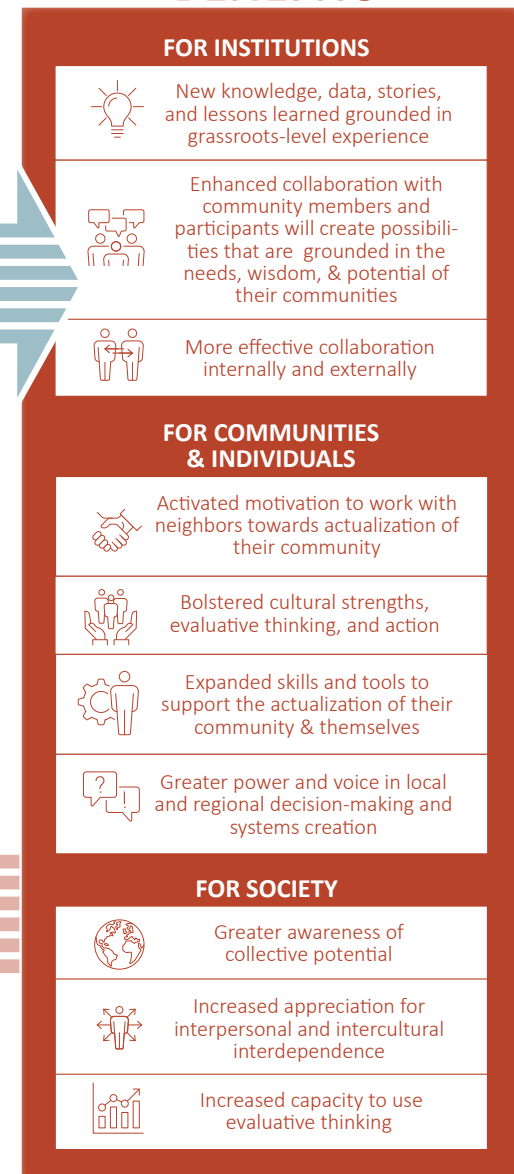 FOR INSTITUTIONS
New knowledge, data, stories,
and lessons learned grounded in
grassroots-level experience
Enhanced collaboration with
community members and
participants will create possibili-
ties that are grounded in the
needs, wisdom, & potential of
their communities
More effective collaboration
internally and externally
FOR COMMUNITIES
& INDIVIDUALS
Activated motivation to work with
neighbors towards actualization of
their community
Bolstered cultural strengths,
evaluative thinking, and action
Expanded skills and tools to
support the actualization of their
community & themselves
? !
Greater power and voice in local
and regional decision-making and
systems creation
FOR SOCIETY
Greater awareness of
collective potential
Increased appreciation for
interpersonal and intercultural
interdependence
Increased capacity to use
evaluative thinking